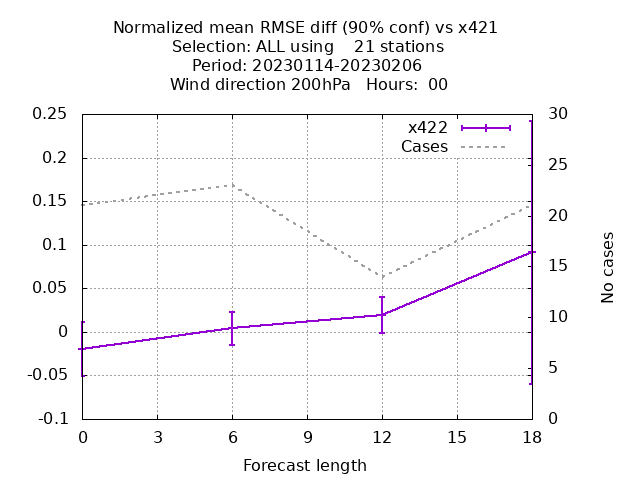 Normalized mean RMSE diff (90% conf) vs x421
Selection: ALL using    21 stations
Period: 20230114-20230206
Wind direction 200hPa   Hours:  00
0.25
0.2
0.15
0.1
0.05
0
-0.05
-0.1
30
25
20
15
10
5
0
x422
Cases
No cases
0 3 6 9 12 15 18
Forecast length